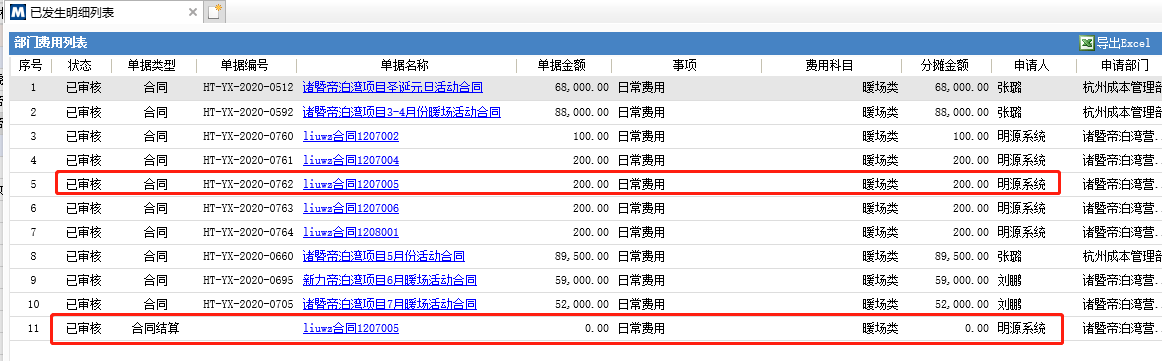 已发生明细列表
部门费用列表 导出Excel
序号 状态 单据类型 单据编号 单据名称 单据金额 事项 费用科目 分摊金额 申请人 申请部门
1 已审核 合同 HT-YX-2020-0512 诸暨帝泊湾项目圣诞元旦活动合同 68,000.00 日常费用 暖场类 68,000.00 张璐 杭州成本管理部
2 已审核 合同 HT-YX-2020-0592 诸暨帝泊湾项目3-4月份暖场活动合同 88,000.00 日常费用 暖场类 88,000.00 张璐 杭州成本管理部
3 已审核 合同 HT-YX-2020-0760 liuwz合同1207002 100.00 日常费用 暖场类 100.00 明源系统 诸暨帝泊湾营.
4 已审核 合同 HT-YX-2020-0761 liuwz合同1207004 200.00 日常费用 暖场类 200.00 明源系统 诸暨帝泊湾营.
5 已审核 合同 HT-YX-2020-0762 liuwz合同1207005 200.00 日常费用 暖场类 200.00 明源系统 诸暨帝泊湾营.
6 已审核 合同 HT-YX-2020-0763 liuwz合同1207006 200.00 日常费用 暖场类 200.00 明源系统 诸暨帝泊湾营.
7 已审核 合同 HT-YX-2020-0764 liuwz合同1208001 200.00 日常费用 暖场类 200.00 明源系统 诸暨帝泊湾营.
8 已审核 合同 HT-YX-2020-0660 诸暨帝泊湾项目5月份活动合同 89,500.00 日常费用 暖场类 89,500.00 张璐 杭州成本管理部
9 已审核 合同 HT-YX-2020-0695 新力帝泊湾项目6月暖场活动合同 59,000.00 日常费用 暖场类 59,000.00 刘鹏 诸暨帝泊湾营.
10 已审核 合同 HT-YX-2020-0705 诸暨帝泊湾项目7月暖场活动合同 52,000.00 日常费用 暖场类 52,000.00 刘鹏 诸暨帝泊湾营.
11 已审核 合同结算 liuwz合同1207005 0.00 日常费用 暖场类 0.00 明源系统 诸暨帝泊湾营.